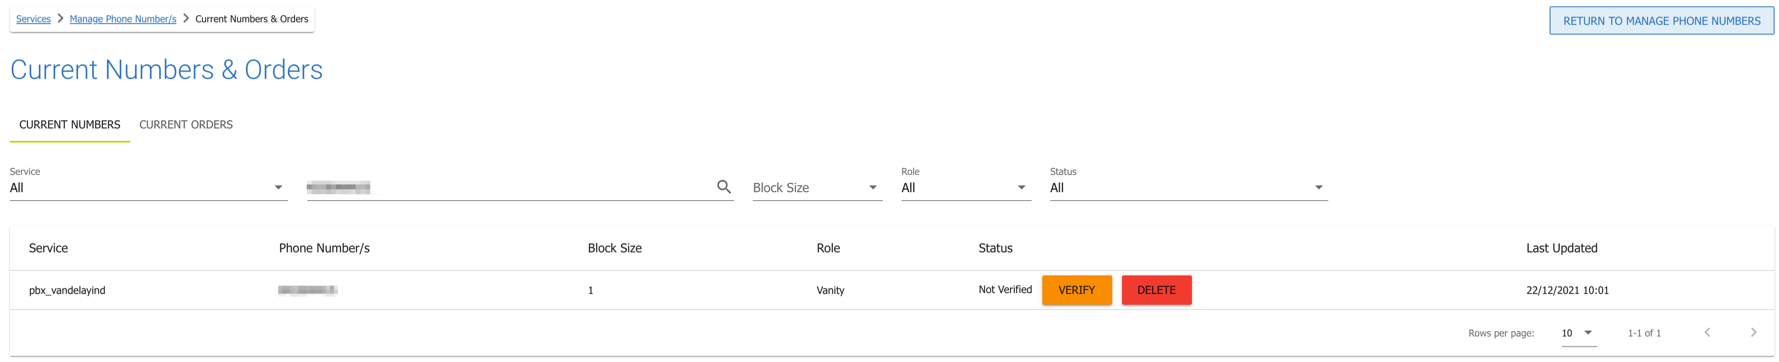 Services > Manage Phone Number/s > Current Numbers & Orders
RETURN TO MANAGE PHONE NUMBERS
Current Numbers & Orders
CURRENT NUMBERS CURRENT ORDERS
Service
All
Block Size
Role
All
Status
All
Service Phone Number/s Block Size Role Status Last Updated
pbx_vandelayind 1 Vanity Not Verified VERIFY DELETE 22/12/2021 10:01
Rows per page: 10 1-1 of 1